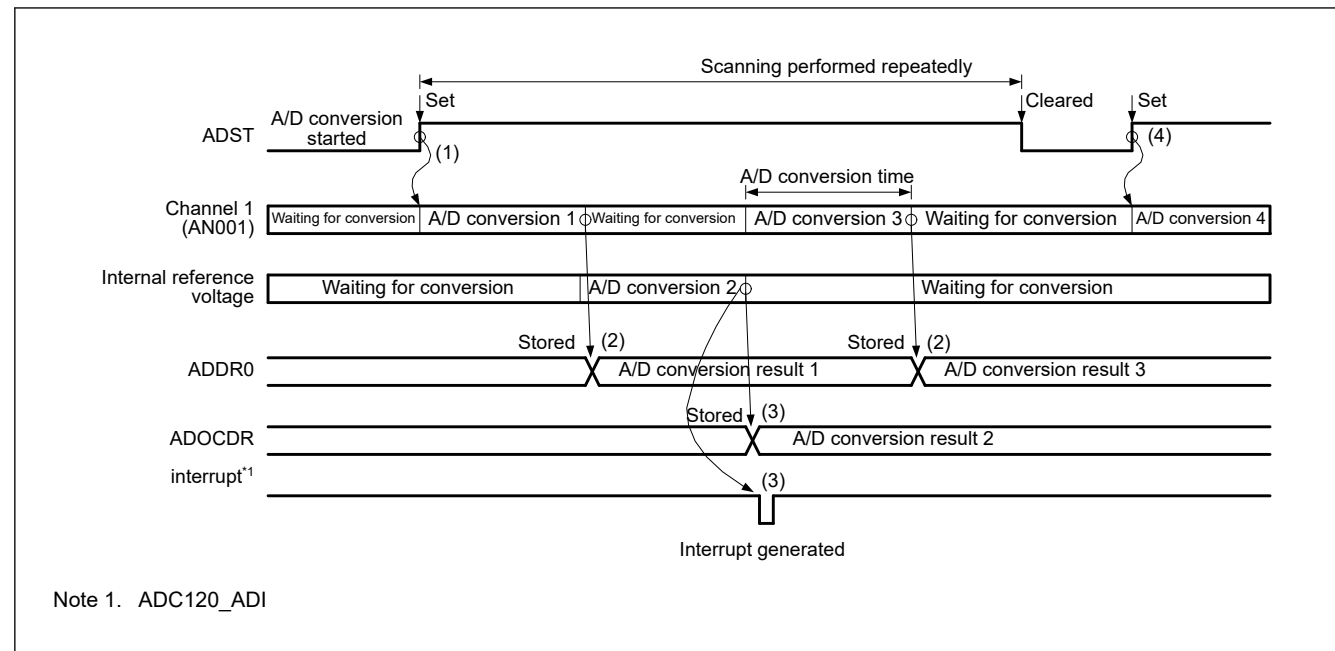 Scanning performed repeatedly
Set Cleared Set
A/D conversion
started
ADST
(1) (4)
A/D conversion time
Channel 1
(AN001)
Waiting for conversion A/D conversion 1 Waiting for conversion A/D conversion 3 Waiting for conversion A/D conversion 4
Internal reference
voltage
Waiting for conversion A/D conversion 2 Waiting for conversion
Stored (2) Stored (2)
ADDR0 A/D conversion result 1 A/D conversion result 3
Stored (3)
ADOCDR A/D conversion result 2
interrupt*1
(3)
Interrupt generated
Note 1. ADC120_ADI